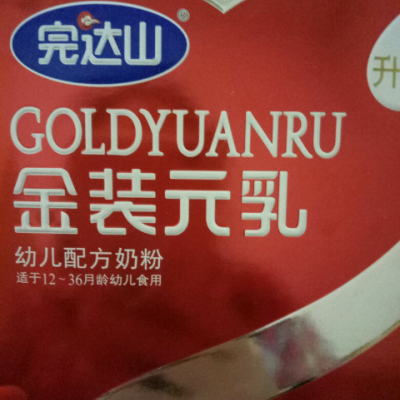 完达山
升
GOLDYUANRU
金装元乳
幼儿配方奶粉
适于12~36月龄幼儿食用